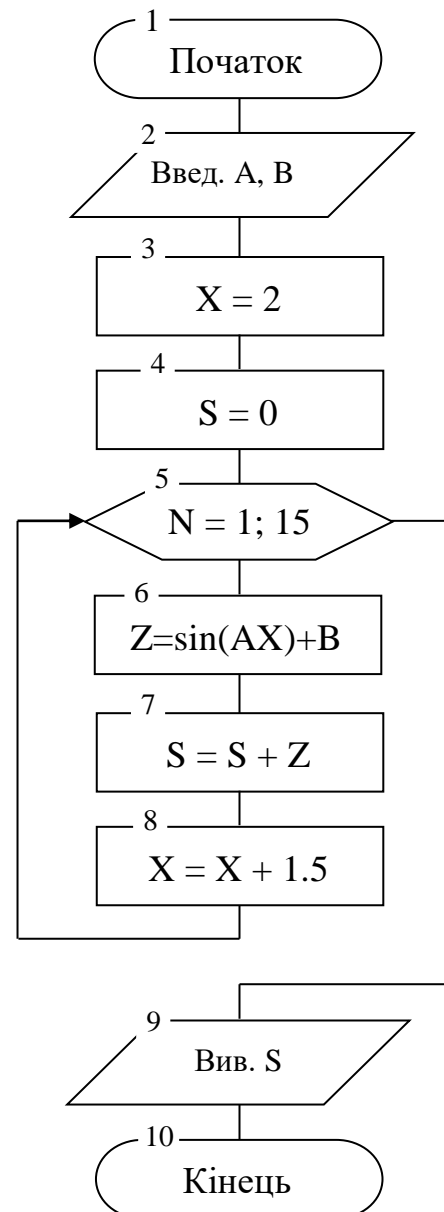 1
Початок
2
Введ. A, B
3
X = 2
4
S = 0
5
N = 1; 15
6
Z=sin(AX)+B
7
S = S + Z
8
X = X + 1.5
9
Вив. S
10
Кінець